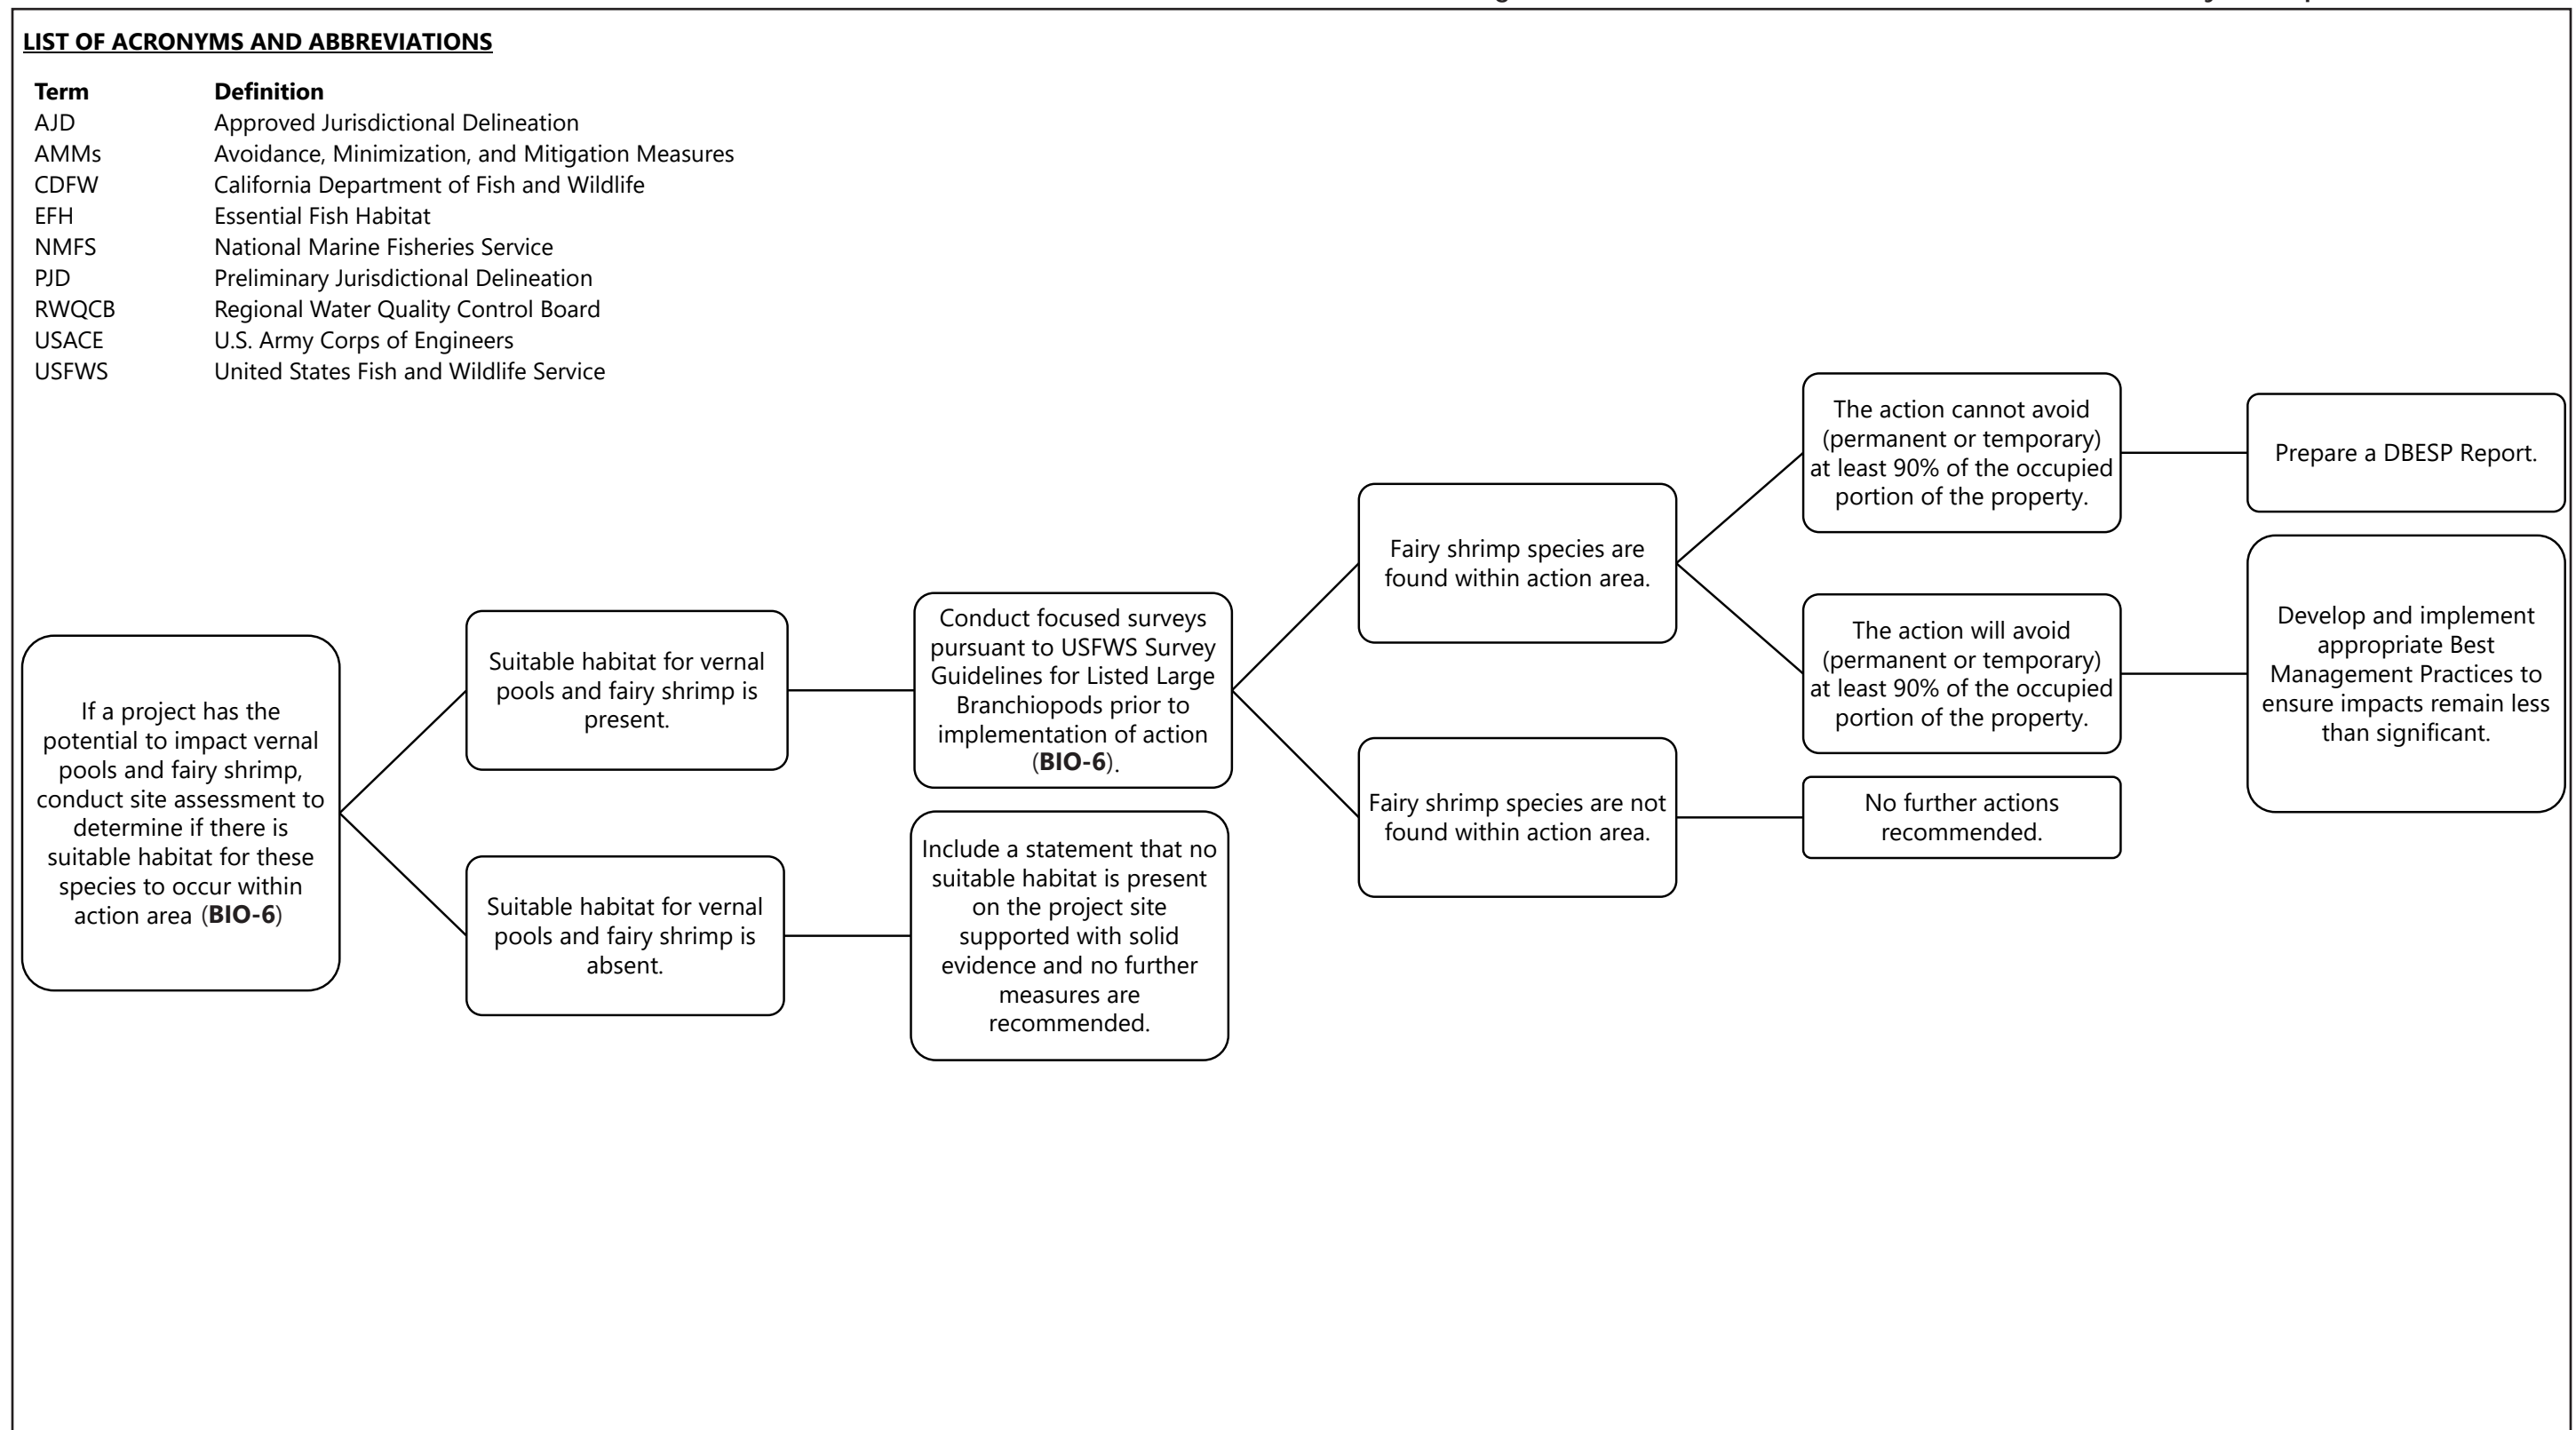 LIST OF ACRONYMS AND ABBREVIATIONS
Term Definition
AJD Approved Jurisdictional Delineation
AMMs Avoidance, Minimization, and Mitigation Measures
CDFW California Department of Fish and Wildlife
EFH Essential Fish Habitat
NMFS National Marine Fisheries Service
PJD Preliminary Jurisdictional Delineation
RWQCB Regional Water Quality Control Board
USACE U.S. Army Corps of Engineers
USFWS United States Fish and Wildlife Service
If a project has the
potential to impact vernal
pools and fairy shrimp,
conduct site assessment to
determine if there is
suitable habitat for these
species to occur within
action area (BIO-6)
Suitable habitat for vernal
pools and fairy shrimp is
present.
Suitable habitat for vernal
pools and fairy shrimp is
absent.
Conduct focused surveys
pursuant to USFWS Survey
Guidelines for Listed Large
Branchiopods prior to
implementation of action
(BIO-6).
Include a statement that no
suitable habitat is present
on the project site
supported with solid
evidence and no further
measures are
recommended.
Fairy shrimp species are
found within action area.
Fairy shrimp species are not
found within action area.
The action cannot avoid
(permanent or temporary)
at least 90% of the occupied
portion of the property.
The action will avoid
(permanent or temporary)
at least 90% of the occupied
portion of the property.
No further actions
recommended.
Prepare a DBESP Report.
Develop and implement
appropriate Best
Management Practices to
ensure impacts remain less
than significant.